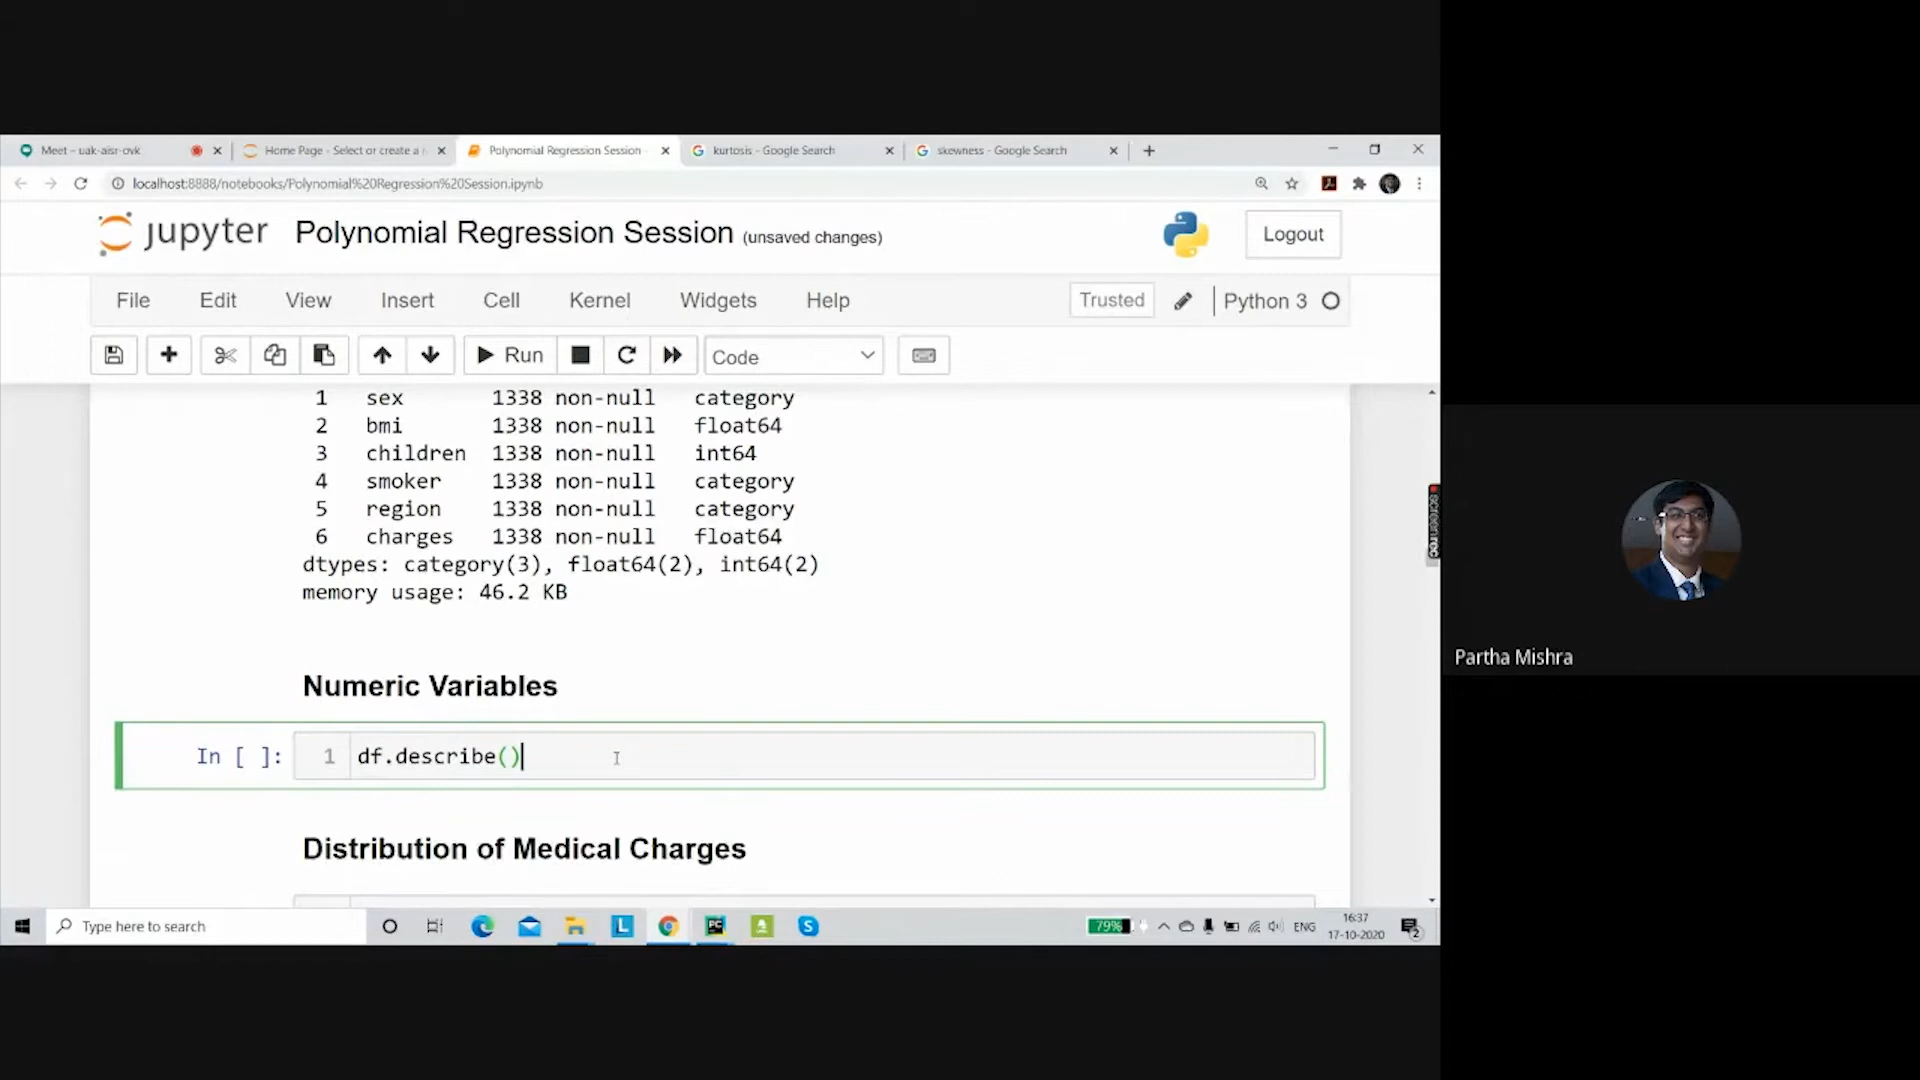 Meet – uak-aisr-ovk
Home Page - Select or create a n
Polynomial Regression Session -
kurtosis - Google Search
skewness - Google Search
localhost:8888/notebooks/Polynomial%20Regression%20Session.ipynb
jupyter Polynomial Regression Session (unsaved changes)
Logout
File Edit View Insert Cell Kernel Widgets Help
Trusted
Python 3
Run
Code
1 sex 1338 non-null category
2 bmi 1338 non-null float64
3 children 1338 non-null int64
4 smoker 1338 non-null category
5 region 1338 non-null category
6 charges 1338 non-null float64
dtypes: category(3), float64(2), int64(2)
memory usage: 46.2 KB
Numeric Variables
In [ ]: 1 df.describe()
Distribution of Medical Charges
screenrec
Partha Mishra
Type here to search
L
PC
S
79%
ENG
16:37
17-10-2020
2